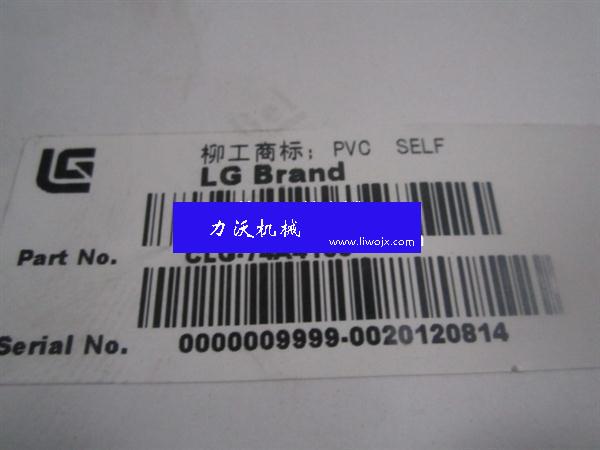 柳工商标: PVC SELF
LG Brand
力沃机械
www.liwojx.com
Part No.
Serial No. 0000009999-0020120814